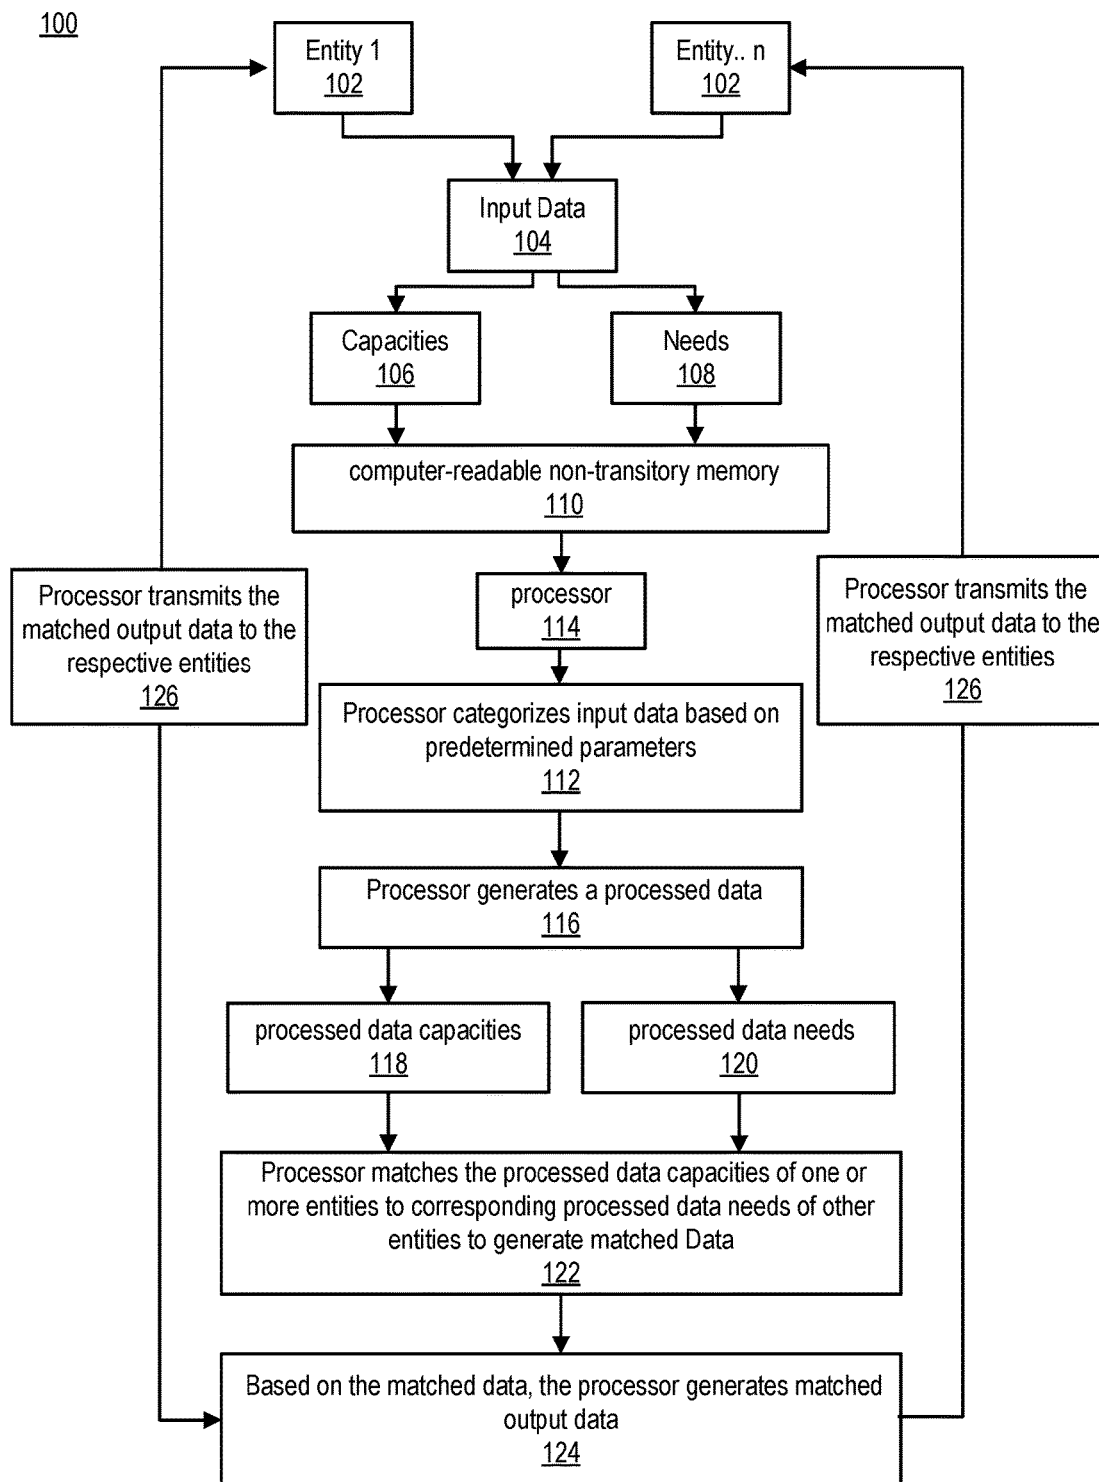 100
Entity 1
102
Entity.. n
102
Input Data
104
Capacities
106
Needs
108
computer-readable non-transitory memory
110
processor
114
Processor transmits the
matched output data to the
respective entities
126
Processor transmits the
matched output data to the
respective entities
126
Processor categorizes input data based on
predetermined parameters
112
Processor generates a processed data
116
processed data capacities
118
processed data needs
120
Processor matches the processed data capacities of one or
more entities to corresponding processed data needs of other
entities to generate matched Data
122
Based on the matched data, the processor generates matched
output data
124